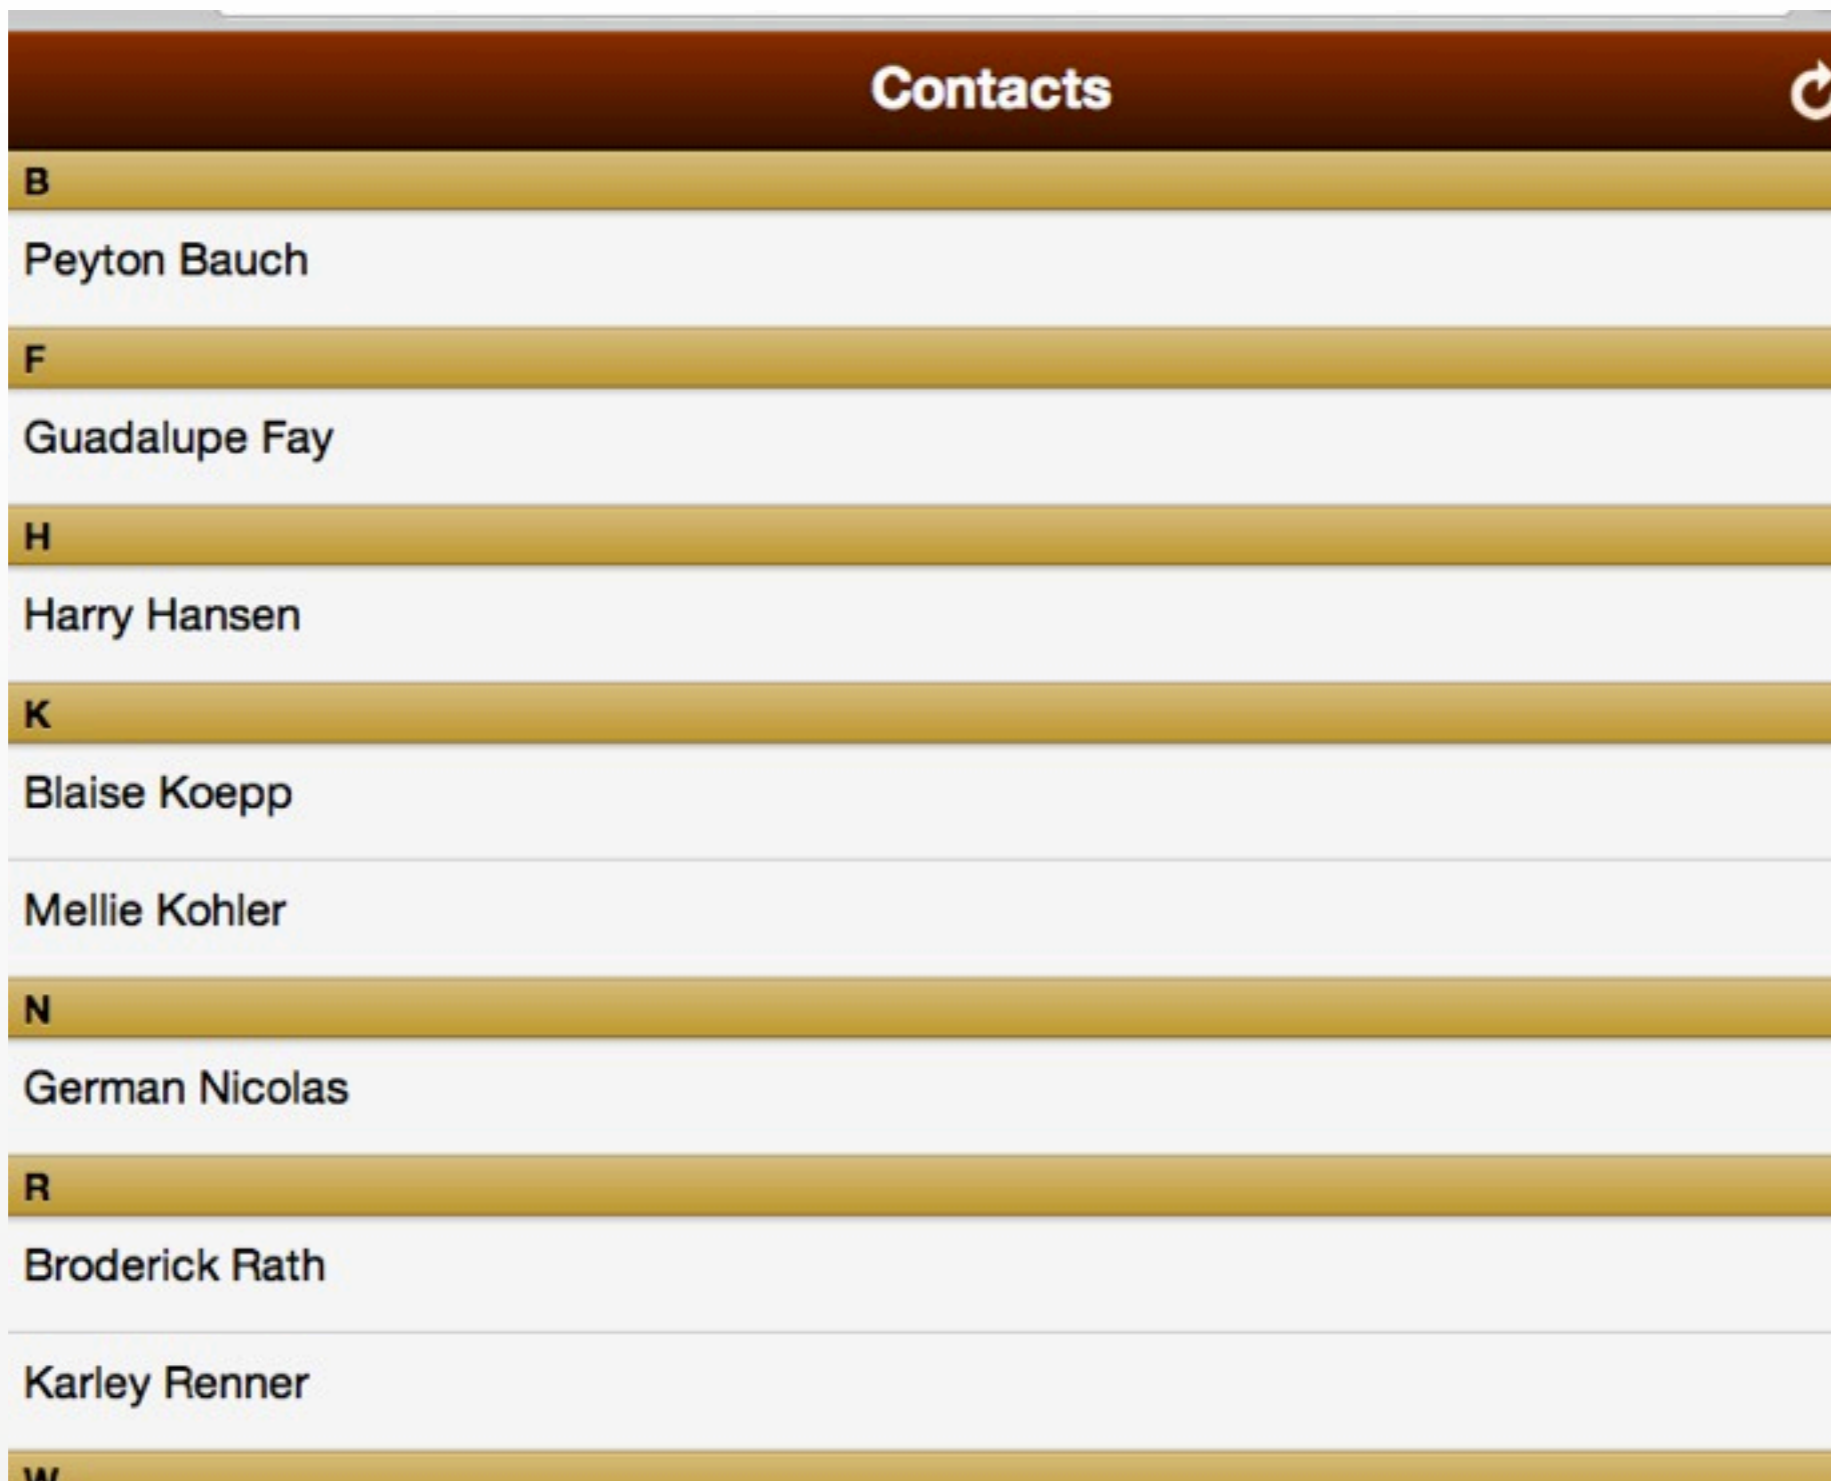 Contacts
B
Peyton Bauch
F
Guadalupe Fay
H
Harry Hansen
K
Blaise Koepp
Mellie Kohler
N
German Nicolas
R
Broderick Rath
Karley Renner
W